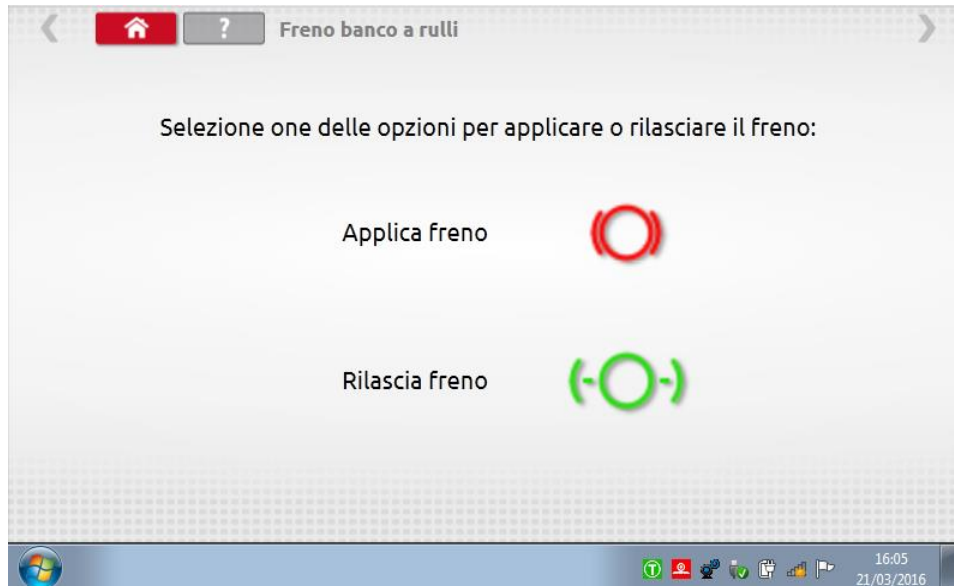 ? Freno banco a rulli
Selezione one delle opzioni per applicare o rilasciare il freno:
Applica freno
Rilascia freno
16:05
21/03/2016